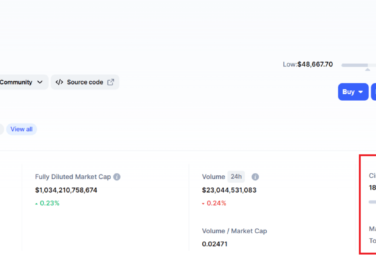 Low:$48,667.70
Community
Source code
Buy
View all
Fully Diluted Market Cap
$1,034,210,758,674
0.23%
Volume 24h
$23,044,531,083
0.24%
Volume / Market Cap
0.02471
18
To